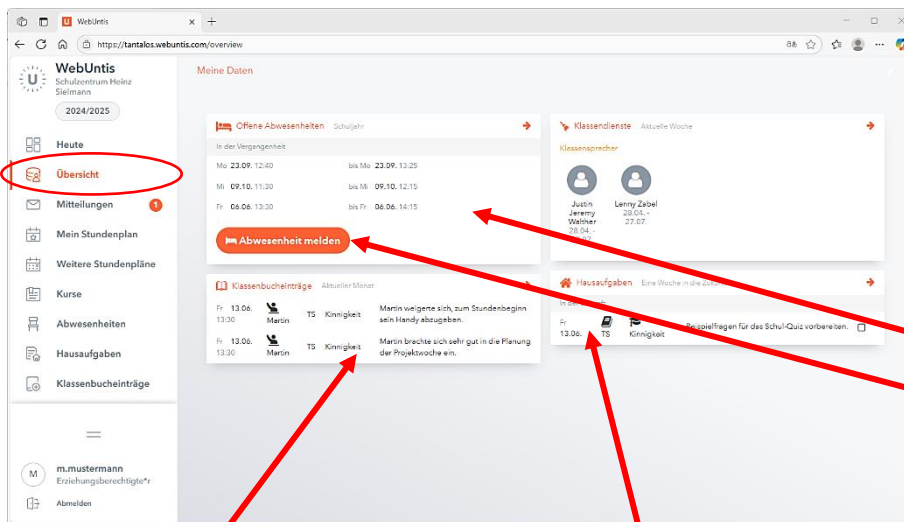 WebUntis
https://tantalos.webuntis.com/overview
WebUntis
Schulzentrum Heinz
Sielmann
2024/2025
Heute
Übersicht
Mitteilungen 1
Mein Stundenplan
Weitere Stundenpläne
Kurse
Abwesenheiten
Hausaufgaben
Klassenbucheinträge
M
m.mustermann
Erziehungsberechtigte*r
Abmelden
Meine Daten
Offene Abwesenheiten Schuljahr
In der Vergangenheit
Mo 23.09. 12:40 bis Mo 23.09. 13:25
Mi 09.10. 11:30 bis Mi 09.10. 12:15
Fr 06.06. 13:30 bis Fr 06.06. 14:15
Abwesenheit melden
Klassendienste Aktuelle Woche
Klassensprecher
Justin
Jeremy
Walther
28.04. -
Lenny Zabel
28.04. -
27.07.
Klassenbucheinträge Aktueller Monat
Fr 13.06.
13:30
Martin
TS Kinnigkeit
Martin weigerte sich, zum Stundenbeginn
sein Handy abzugeben.
Fr 13.06.
13:30
Martin
TS Kinnigkeit
Martin brachte sich sehr gut in die Planung
der Projektwoche ein.
Hausaufgaben Eine Woche in die
Fr
13.06.
TS
Kinnigkeit
Beispielfragen für das Schul-Quiz vorbereiten.